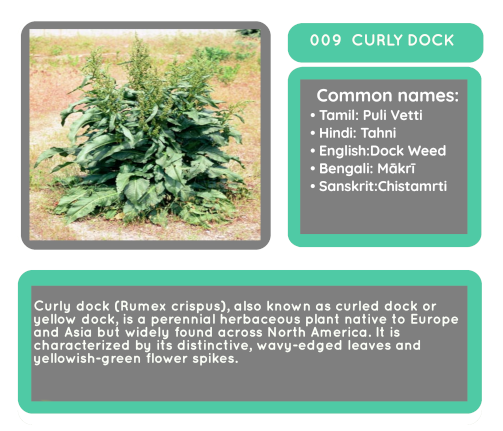 009 CURLY DOCK
Common names:
• Tamil: Puli Vetti
• Hindi: Tahni
• English:Dock Weed
• Bengali: Mākrī
• Sanskrit:Chistamrti
Curly dock (Rumex crispus), also known as curled dock or
yellow dock, is a perennial herbaceous plant native to Europe
and Asia but widely found across North America. It is
characterized by its distinctive, wavy-edged leaves and
yellowish-green flower spikes.